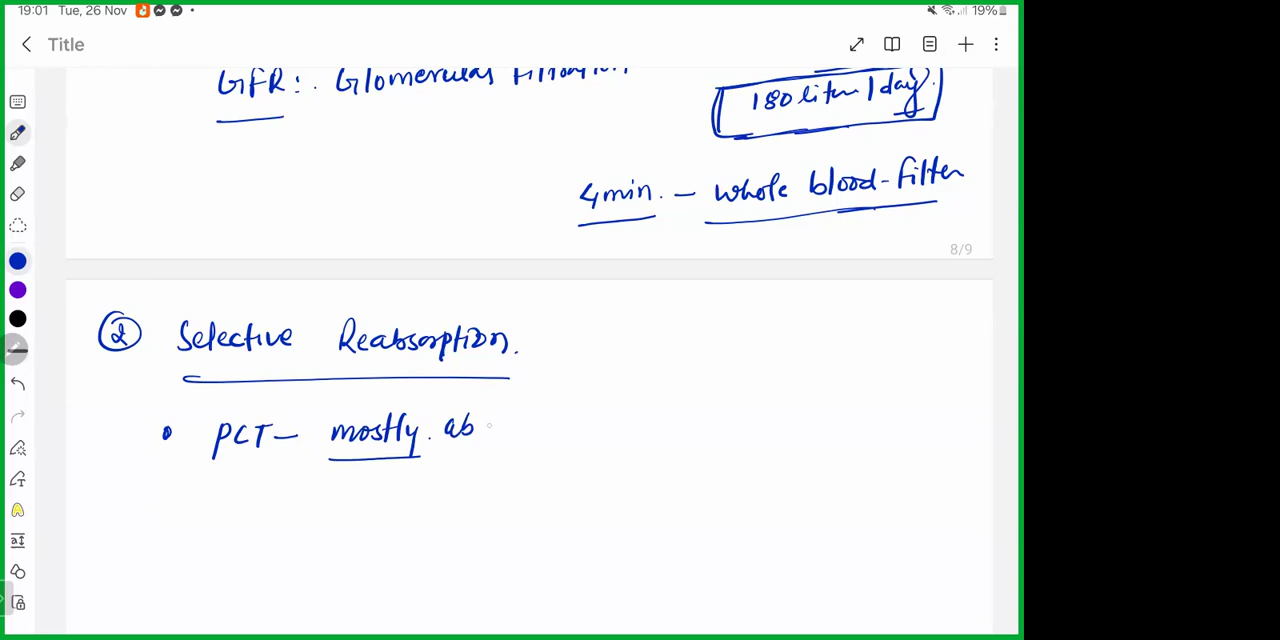 19:01 Tue, 26 Nov 19%
Title
GFR:. Glomerular Filtration
180 liter/day.
4min. – whole blood-filter
8/9
② Selective Reabsorption.
• PCT– mostly. ab